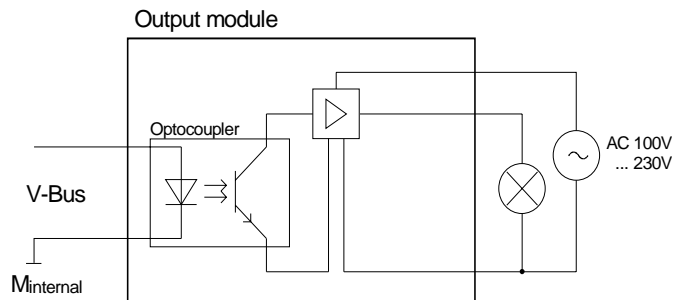 Output module
Optocoupler
AC 100V
... 230V
V-Bus
Minternal